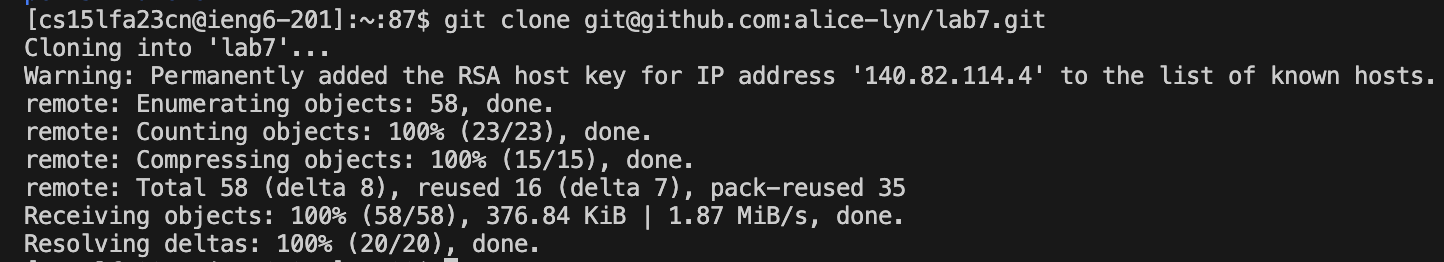 [cs15lfa23cn@ieng6-201]:~:87$ git clone git@github.com:alice-lyn/lab7.git
Cloning into 'lab7'...
Warning: Permanently added the RSA host key for IP address '140.82.114.4' to the list of known hosts.
remote: Enumerating objects: 58, done.
remote: Counting objects: 100% (23/23), done.
remote: Compressing objects: 100% (15/15), done.
remote: Total 58 (delta 8), reused 16 (delta 7), pack-reused 35
Receiving objects: 100% (58/58), 376.84 KiB | 1.87 MiB/s, done.
Resolving deltas: 100% (20/20), done.